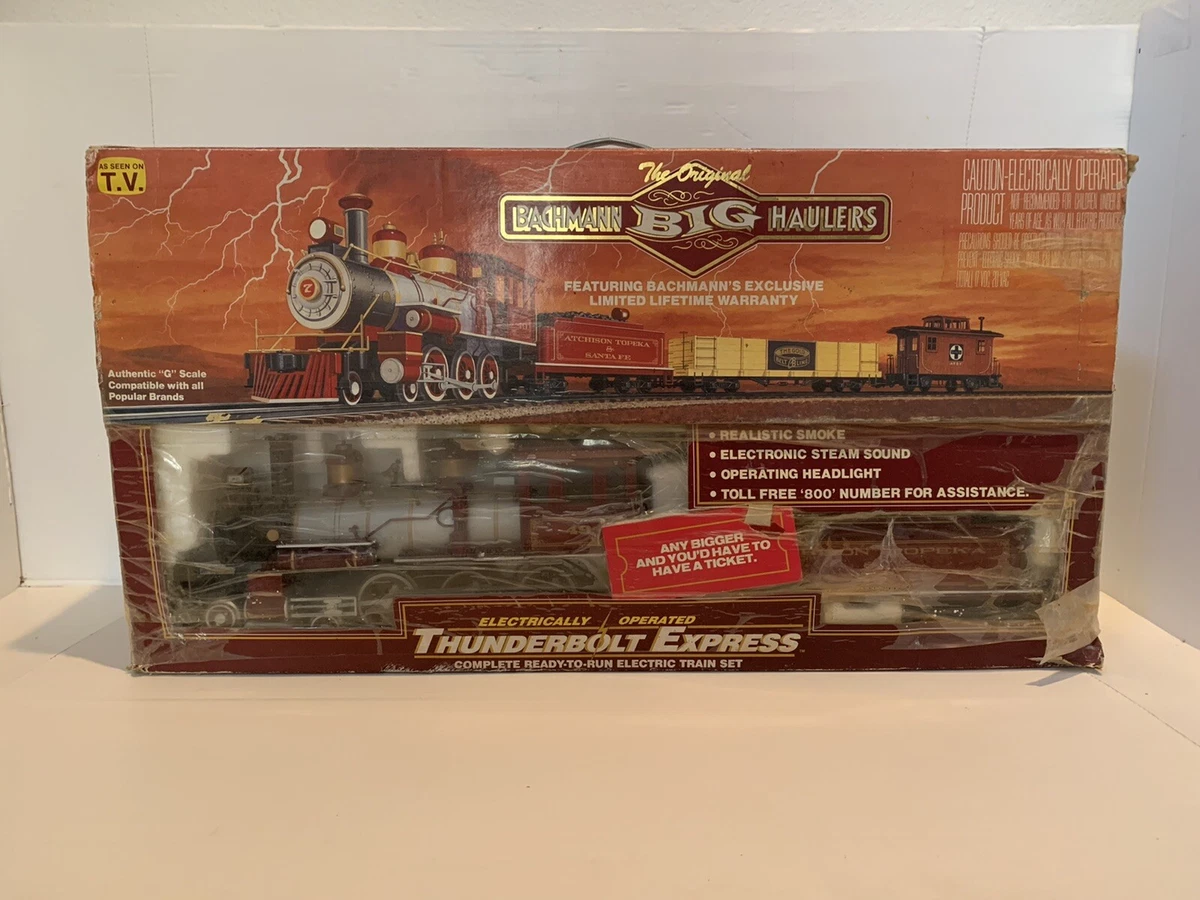 AS SEEN ON
T.V.
The Original
BACHMANN BIG HAULERS
FEATURING BACHMANN'S EXCLUSIVE
LIMITED LIFETIME WARRANTY
CAUTION-ELECTRICALLY OPERATED
PRODUCT
7
ATCHISON TOPEKA
&
SANTA FE
Authentic "G" Scale
Compatible with all
Popular Brands
• REALISTIC SMOKE
• ELECTRONIC STEAM SOUND
• OPERATING HEADLIGHT
• TOLL FREE '800' NUMBER FOR ASSISTANCE.
ANY BIGGER
AND YOU'D HAVE TO
HAVE A TICKET.
ON TOPEKA
ELECTRICALLY OPERATED
THUNDERBOLT EXPRESS
COMPLETE READY-TO-RUN ELECTRIC TRAIN SET